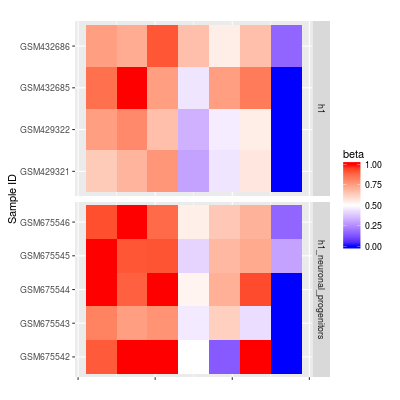 GSM432686
GSM432685
GSM429322
GSM429321
h1
GSM675546
GSM675545
GSM675544
GSM675543
GSM675542
h1_neuronal_progenitors
Sample ID
beta
1.00
0.75
0.50
0.25
0.00